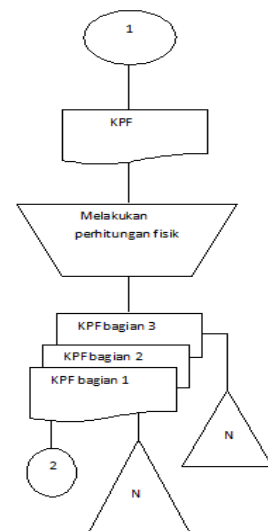 1
KPF
Melakukan
perhitungan fisik
KPF bagian 3
KPF bagian 2
KPF bagian 1
N
2
N